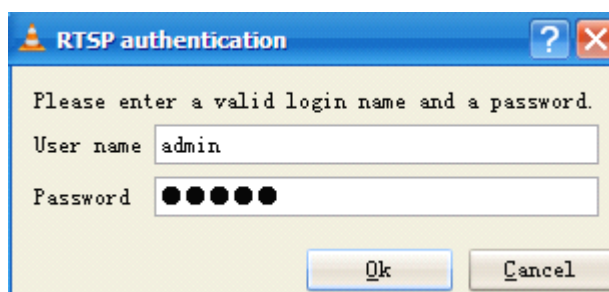 RTSP authentication
Please enter a valid login name and a password.
User name admin
Password ●●●●●
Ok Cancel